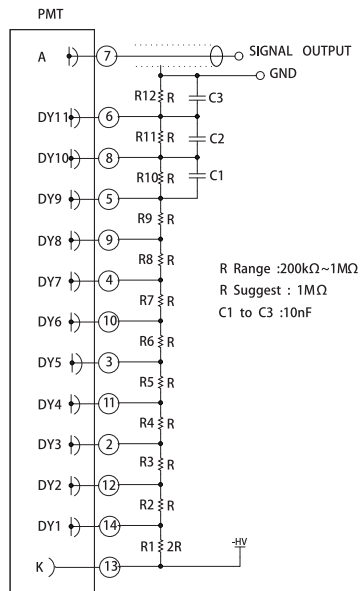 PMT
A 7 SIGNAL OUTPUT
GND
R12 R C3
DY11 6
R11 R C2
DY10 8
R10 R C1
DY9 5
R9 R
DY8 9
R8 R
DY7 4
R7 R
DY6 10
R6 R
DY5 3
R5 R
DY4 11
R4 R
DY3 2
R3 R
DY2 12
R2 R
DY1 14
R1 2R
-HV
K 13
R Range :200kΩ~1MΩ
R Suggest : 1MΩ
C1 to C3 :10nF